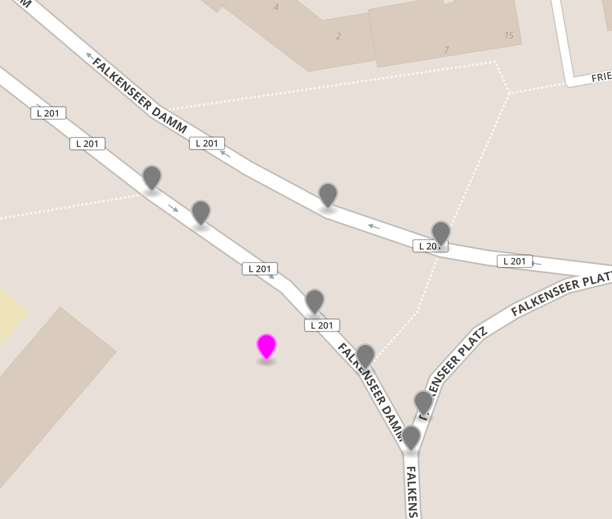 M
4
2
7
15
FRIE
FALKENSEER DAMM
L 201
L 201
L 201
L 201
L 201
L 201
L 201
FALKENSEER PLATZ
FALKENSEER PLATZ
FALKENSEER DAMM
FALKENS